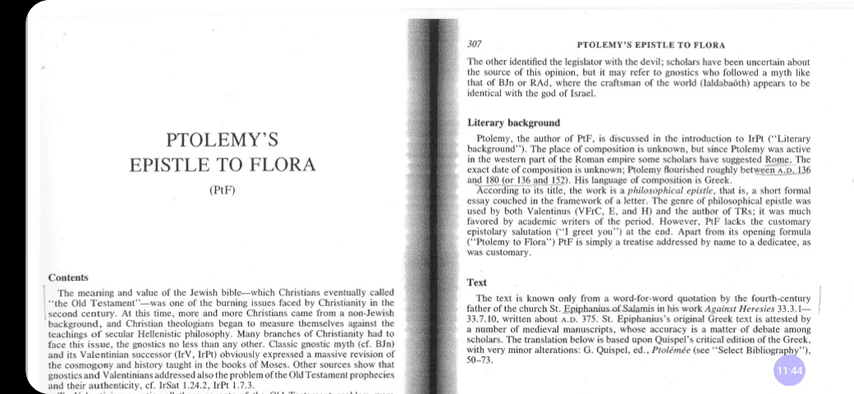 PTOLEMY'S
EPISTLE TO FLORA
(PtF)
Contents
The meaning and value of the Jewish bible—which Christians eventually called
"the Old Testament"—was one of the burning issues faced by Christianity in the
second century. At this time, more and more Christians came from a non-Jewish
background, and Christian theologians began to measure themselves against the
teachings of secular Hellenistic philosophy. Many branches of Christianity had to
face this issue, the gnostics no less than any other. Classic gnostic myth (cf. BJn)
and its Valentinian successor (IrV, IrPt) obviously expressed a massive revision of
the cosmogony and history taught in the books of Moses. Other sources show that
gnostics and Valentinians addressed also the problem of the Old Testament prophecies
and their authenticity, cf. IrSat 1.24.2, IrPt 1.7.3.
307
PTOLEMY'S EPISTLE TO FLORA
The other identified the legislator with the devil; scholars have been uncertain about
the source of this opinion, but it may refer to gnostics who followed a myth like
that of BJn or RAd, where the craftsman of the world (Ialdabaōth) appears to be
identical with the god of Israel.
Literary background
Ptolemy, the author of PtF, is discussed in the introduction to IrPt ("Literary
background"). The place of composition is unknown, but since Ptolemy was active
in the western part of the Roman empire some scholars have suggested Rome. The
exact date of composition is unknown; Ptolemy flourished roughly between A.D. 136
and 180 (or 136 and 152). His language of composition is Greek.
According to its title, the work is a philosophical epistle, that is, a short formal
essay couched in the framework of a letter. The genre of philosophical epistle was
used by both Valentinus (VFrC, E, and H) and the author of TRs; it was much
favored by academic writers of the period. However, PtF lacks the customary
epistolary salutation ("I greet you") at the end. Apart from its opening formula
("Ptolemy to Flora") PtF is simply a treatise addressed by name to a dedicatee, as
was customary.
Text
The text is known only from a word-for-word quotation by the fourth-century
father of the church St. Epiphanius of Salamis in his work Against Heresies 33.3.1—
33.7.10, written about A.D. 375. St. Epiphanius's original Greek text is attested by
a number of medieval manuscripts, whose accuracy is a matter of debate among
scholars. The translation below is based upon Quispel's critical edition of the Greek,
with very minor alterations: G. Quispel, ed., Ptolémée (see "Select Bibliography"),
50–73.
11:44